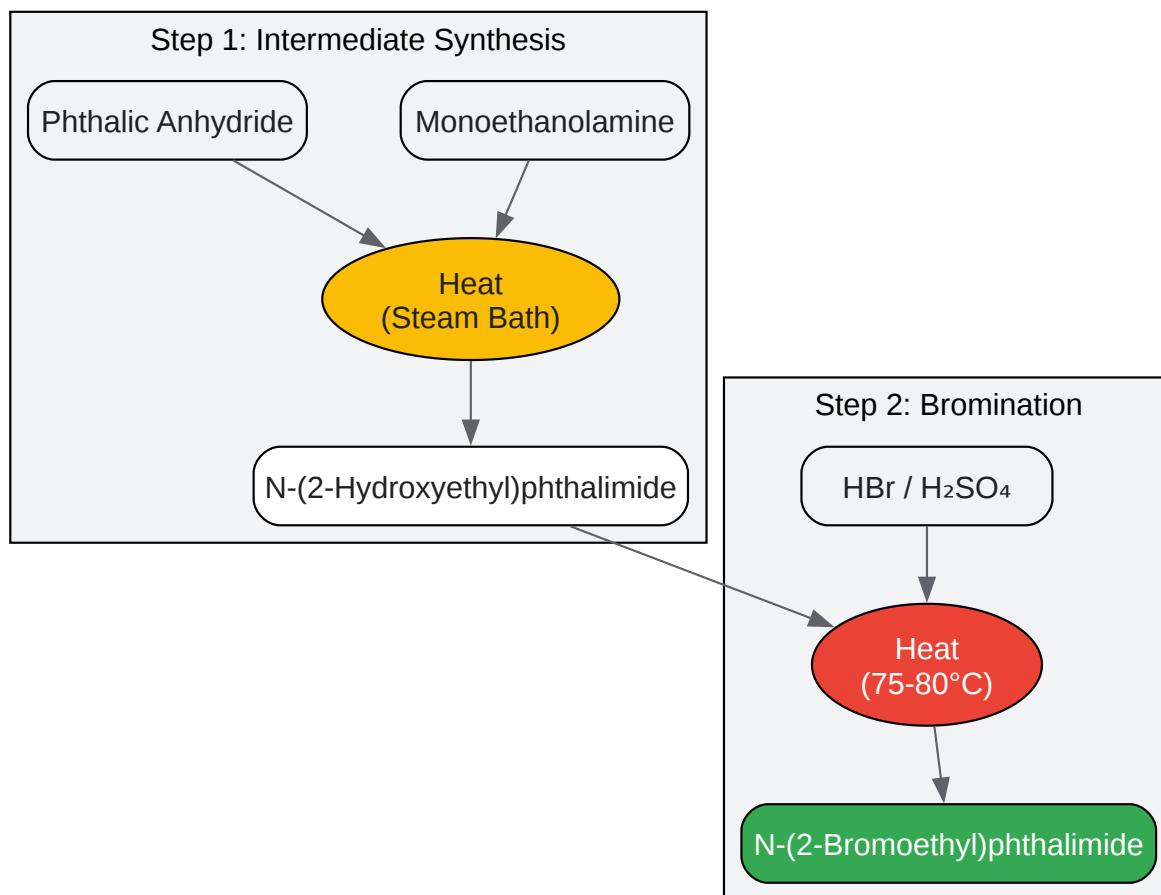 Step 1: Intermediate Synthesis
Phthalic Anhydride
Monoethanolamine
Heat
(Steam Bath)
N-(2-Hydroxyethyl)phthalimide
Step 2: Bromination
HBr / H₂SO₄
Heat
(75-80°C)
N-(2-Bromoethyl)phthalimide